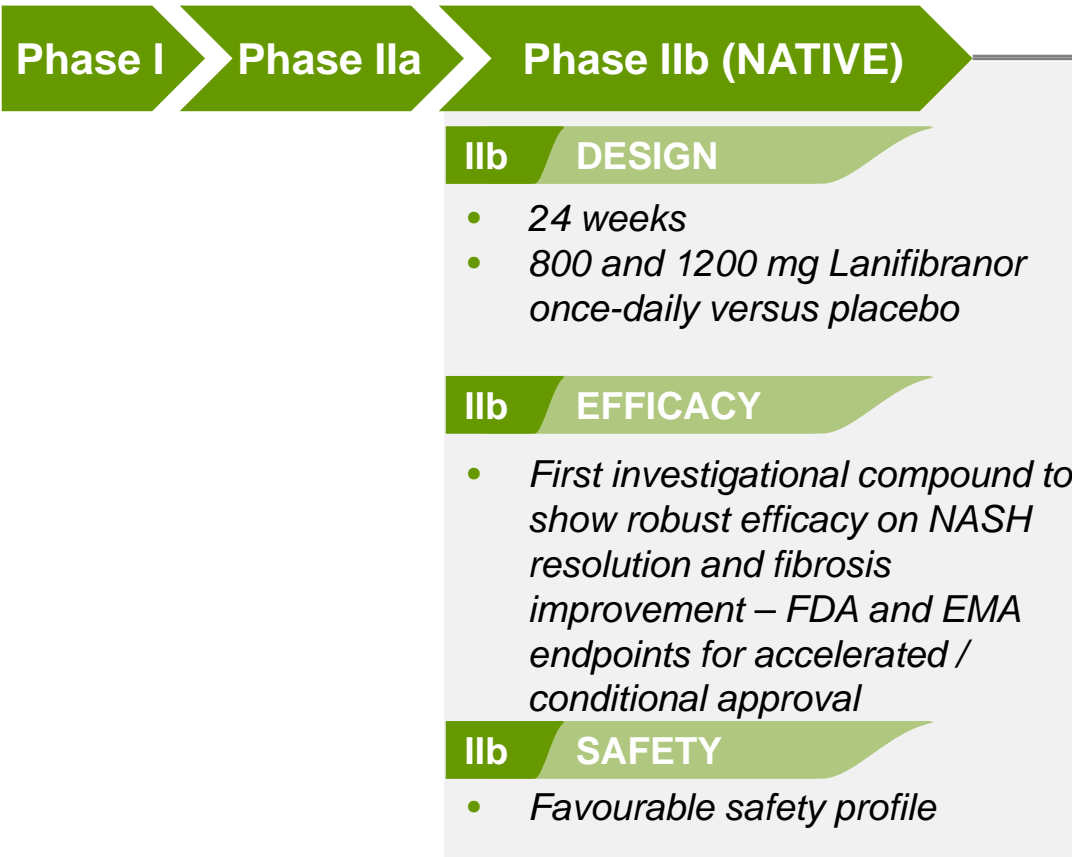 Phase I Phase IIa Phase IIb (NATIVE)
IIb DESIGN
• 24 weeks
• 800 and 1200 mg Lanifibranor
once-daily versus placebo
IIb EFFICACY
• First investigational compound to
show robust efficacy on NASH
resolution and fibrosis
improvement – FDA and EMA
endpoints for accelerated /
conditional approval
IIb SAFETY
• Favourable safety profile